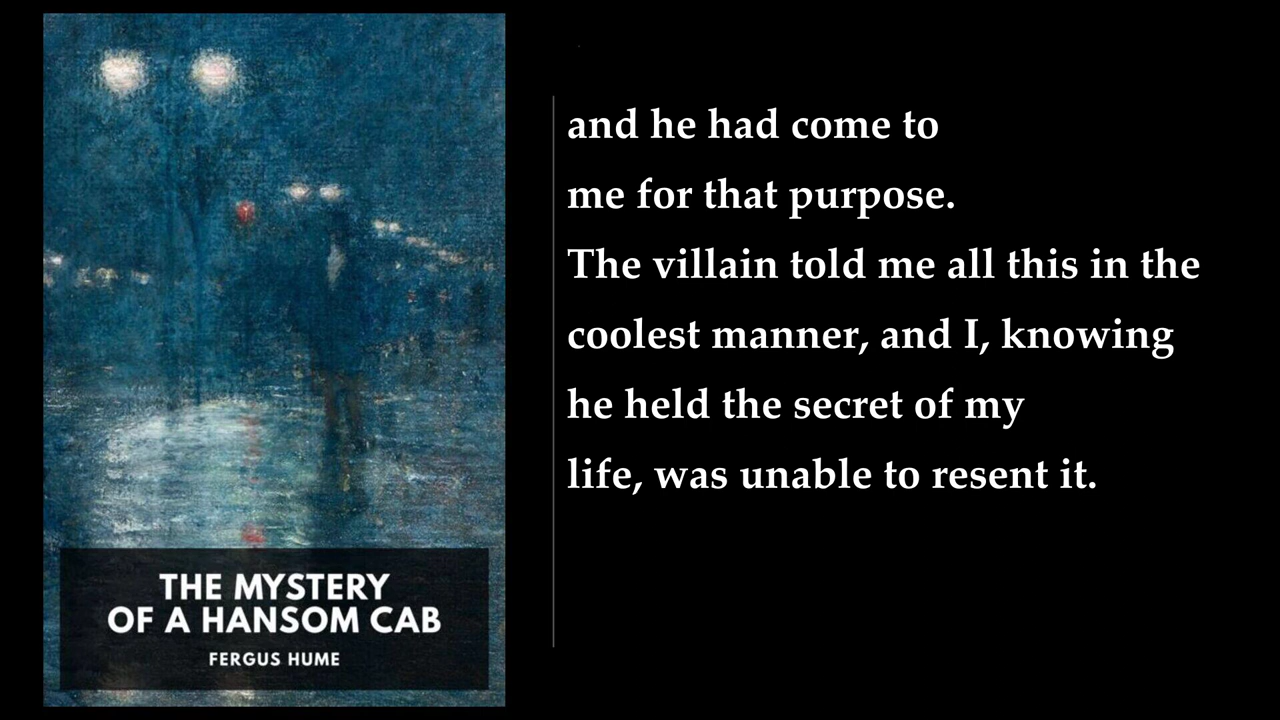 and he had come to
me for that purpose.
The villain told me all this in the
coolest manner, and I, knowing
he held the secret of my
life, was unable to resent it.
THE MYSTERY
OF A HANSOM CAB
FERGUS HUME